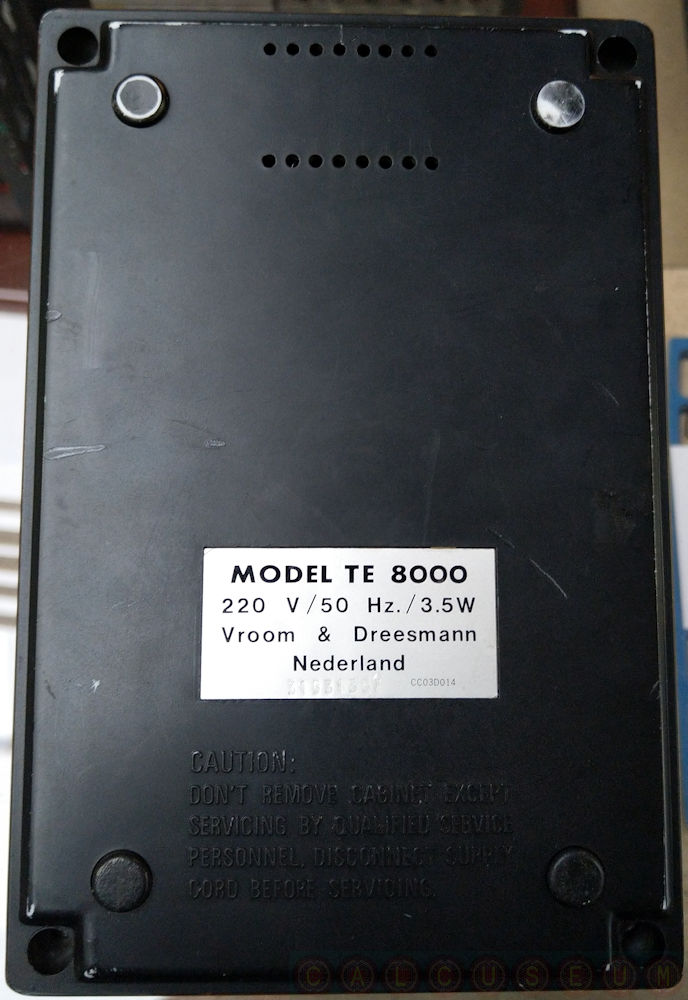 MODEL TE 8000
220 V/50 Hz./3.5W
Vroom & Dreesmann
Nederland
CC03D014
CAUTION:
DON'T REMOVE CABINET EXCEPT
SERVICING BY QUALIFIED SERVICE
PERSONNEL, DISCONNECT SUPPLY
CORD BEFORE SERVICING.
CALCUSEUM